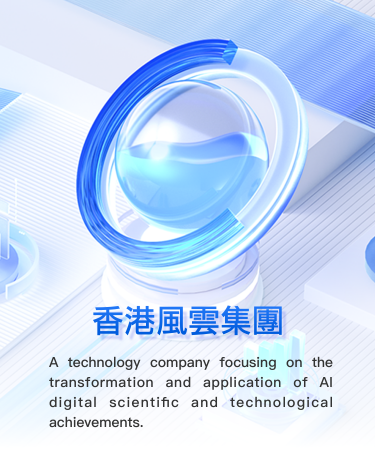 香港風雲集團
A technology company focusing on the
transformation and application of AI
digital scientific and technological
achievements.